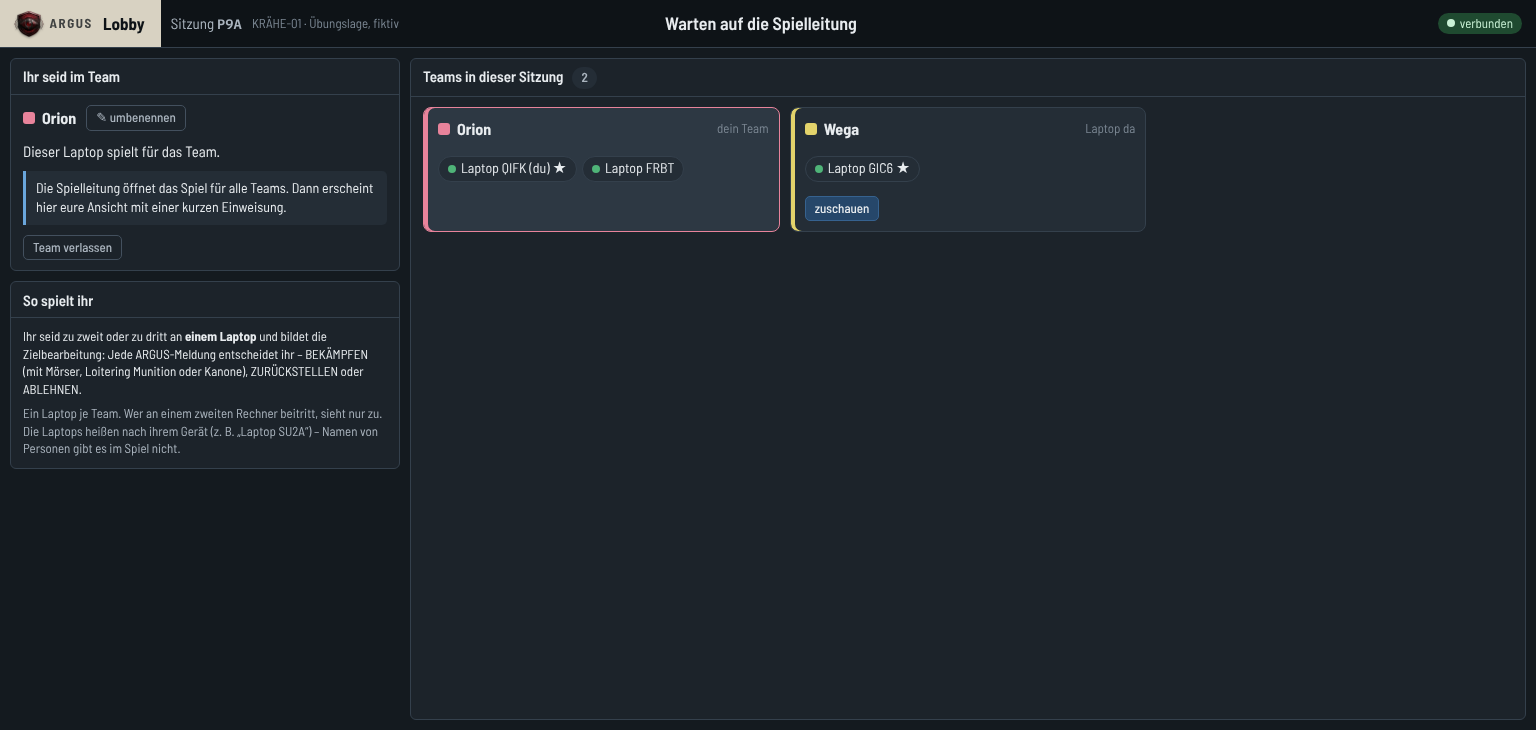 ARGUS Lobby Sitzung P9A KRÄHE-01 · Übungslage, fiktiv Warten auf die Spielleitung verbunden
Ihr seid im Team
Orion ✎ umbenennen
Dieser Laptop spielt für das Team.
Die Spielleitung öffnet das Spiel für alle Teams. Dann erscheint
hier eure Ansicht mit einer kurzen Einweisung.
Team verlassen
So spielt ihr
Ihr seid zu zweit oder zu dritt an einem Laptop und bildet die
Zielbearbeitung: Jede ARGUS-Meldung entscheidet ihr – BEKÄMPFEN
(mit Mörser, Loitering Munition oder Kanone), ZURÜCKSTELLEN oder
ABLEHNEN.
Ein Laptop je Team. Wer an einem zweiten Rechner beitritt, sieht nur zu.
Die Laptops heißen nach ihrem Gerät (z. B. „Laptop SU2A“) – Namen von
Personen gibt es im Spiel nicht.
Teams in dieser Sitzung 2
Orion dein Team
Laptop QIFK (du) ★ Laptop FRBT
Wega Laptop da
Laptop GIC6 ★
zuschauen